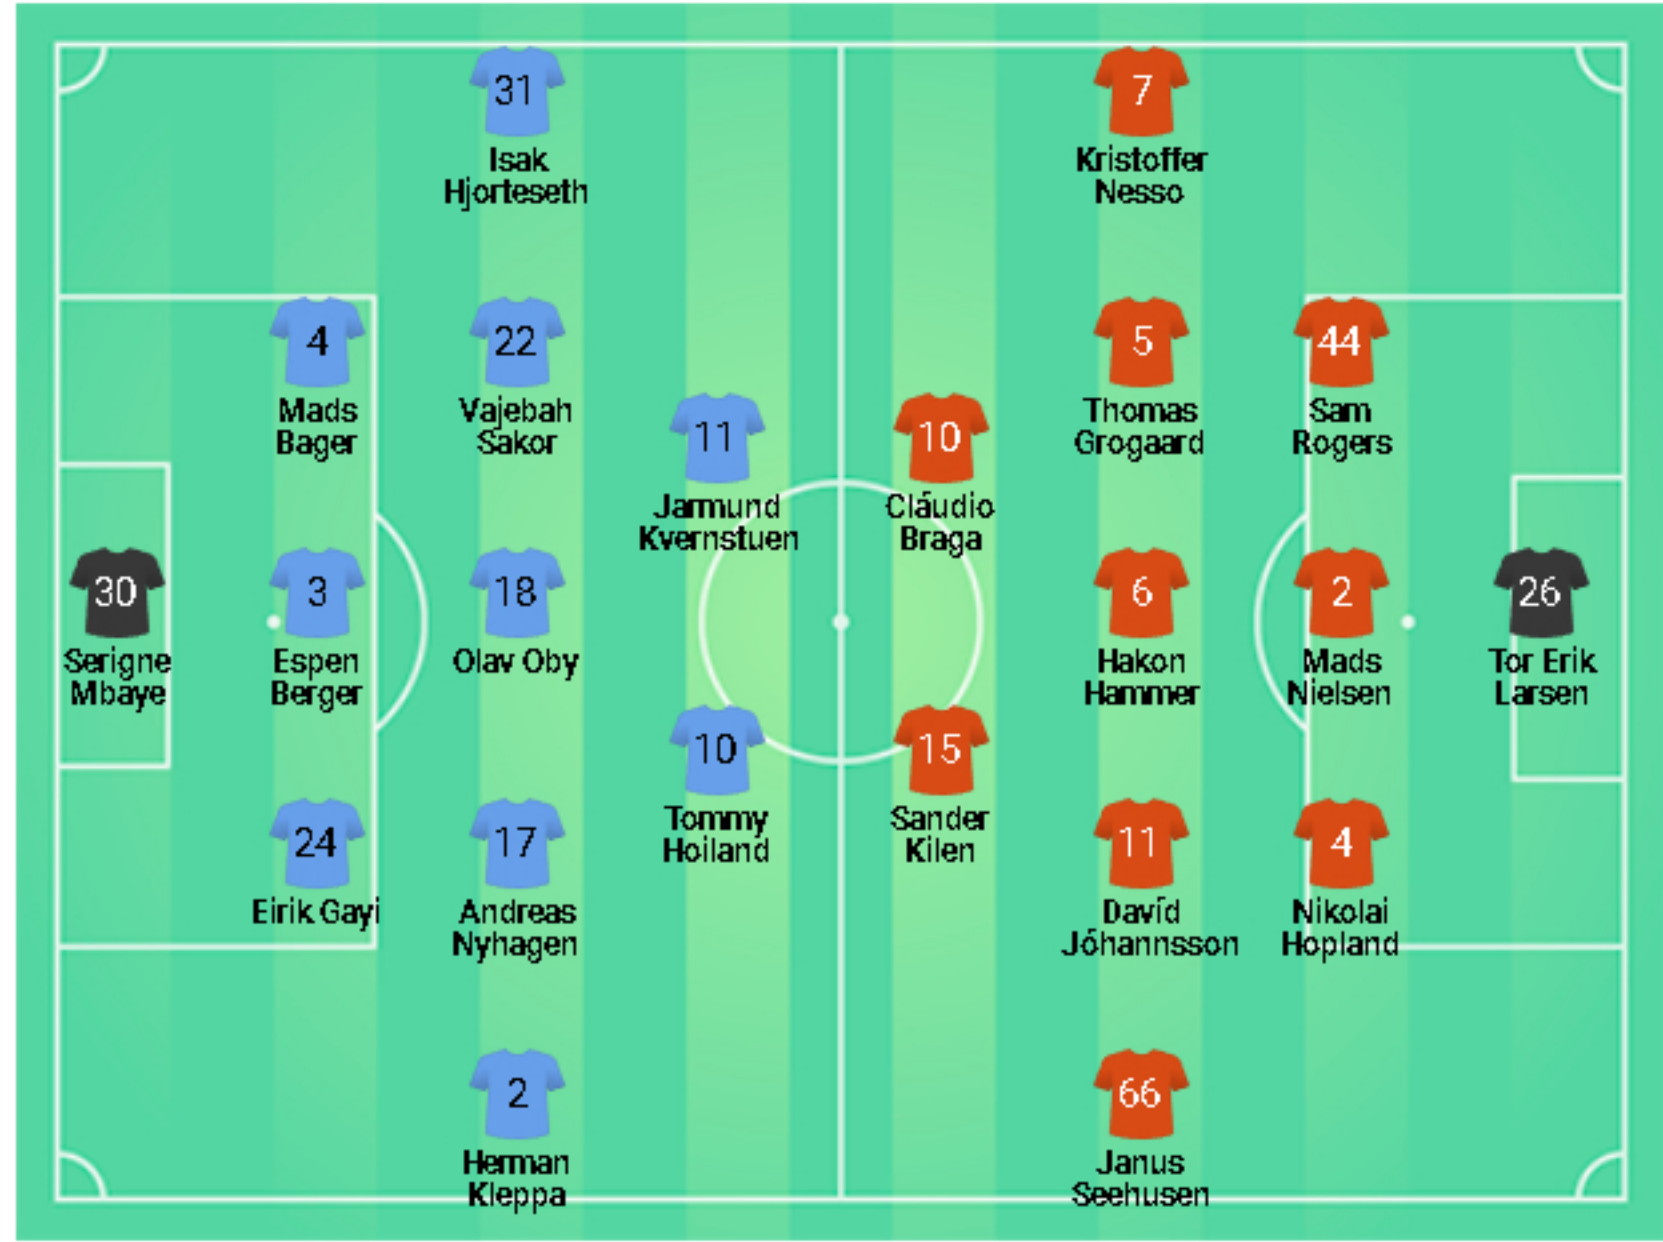 31
Isak
Hjorteseth
7
Kristoffer
Nesso
4
Mads
Bager
22
Vajebah
Sakor
5
Thomas
Grogaard
44
Sam
Rogers
11
Jarmund
Kvernstuen
10
Cláudio
Braga
30
Serigne
Mbaye
3
Espen
Berger
18
Olav Oby
6
Hakon
Hammer
2
Mads
Nielsen
26
Tor Erik
Larsen
10
Tommy
Hoiland
15
Sander
Kilen
24
Eirik Gayi
17
Andreas
Nyhagen
11
Davíd
Jóhannsson
4
Nikolai
Hopland
2
Herman
Kleppa
66
Janus
Seehusen